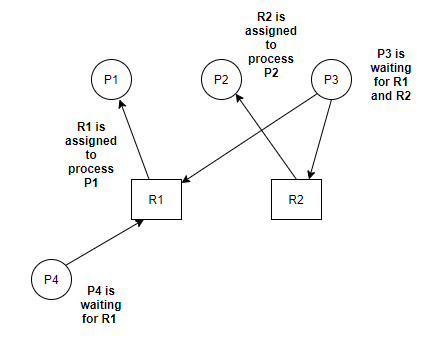 R2 is
assigned
to
process
P2
P3 is
waiting
for R1
and R2
P1
P2
P3
R1 is
assigned
to
process
P1
R1
R2
P4
P4 is
waiting
for R1